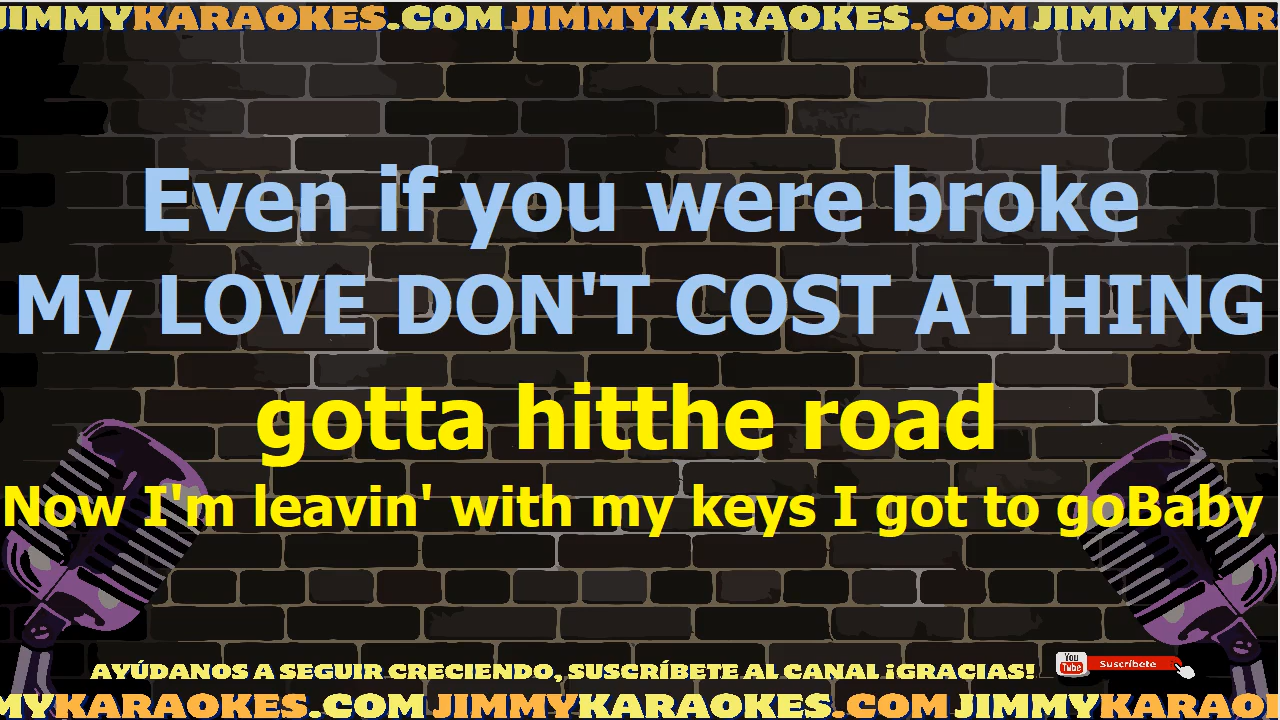 JIMMYKARAOKES.COM JIMMYKARAOKES.COM JIMMYKAR
Even if you were broke
My LOVE DON'T COST A THING
gotta hitthe road
Now I'm leavin' with my keys I got to goBaby
AYÚDANOS A SEGUIR CRECIENDO, SUSCRÍBETE AL CANAL ¡GRACIAS!
You Tube Suscríbete
MYKARAOKES.COM JIMMYKARAOKES.COM JIMMYKARAO